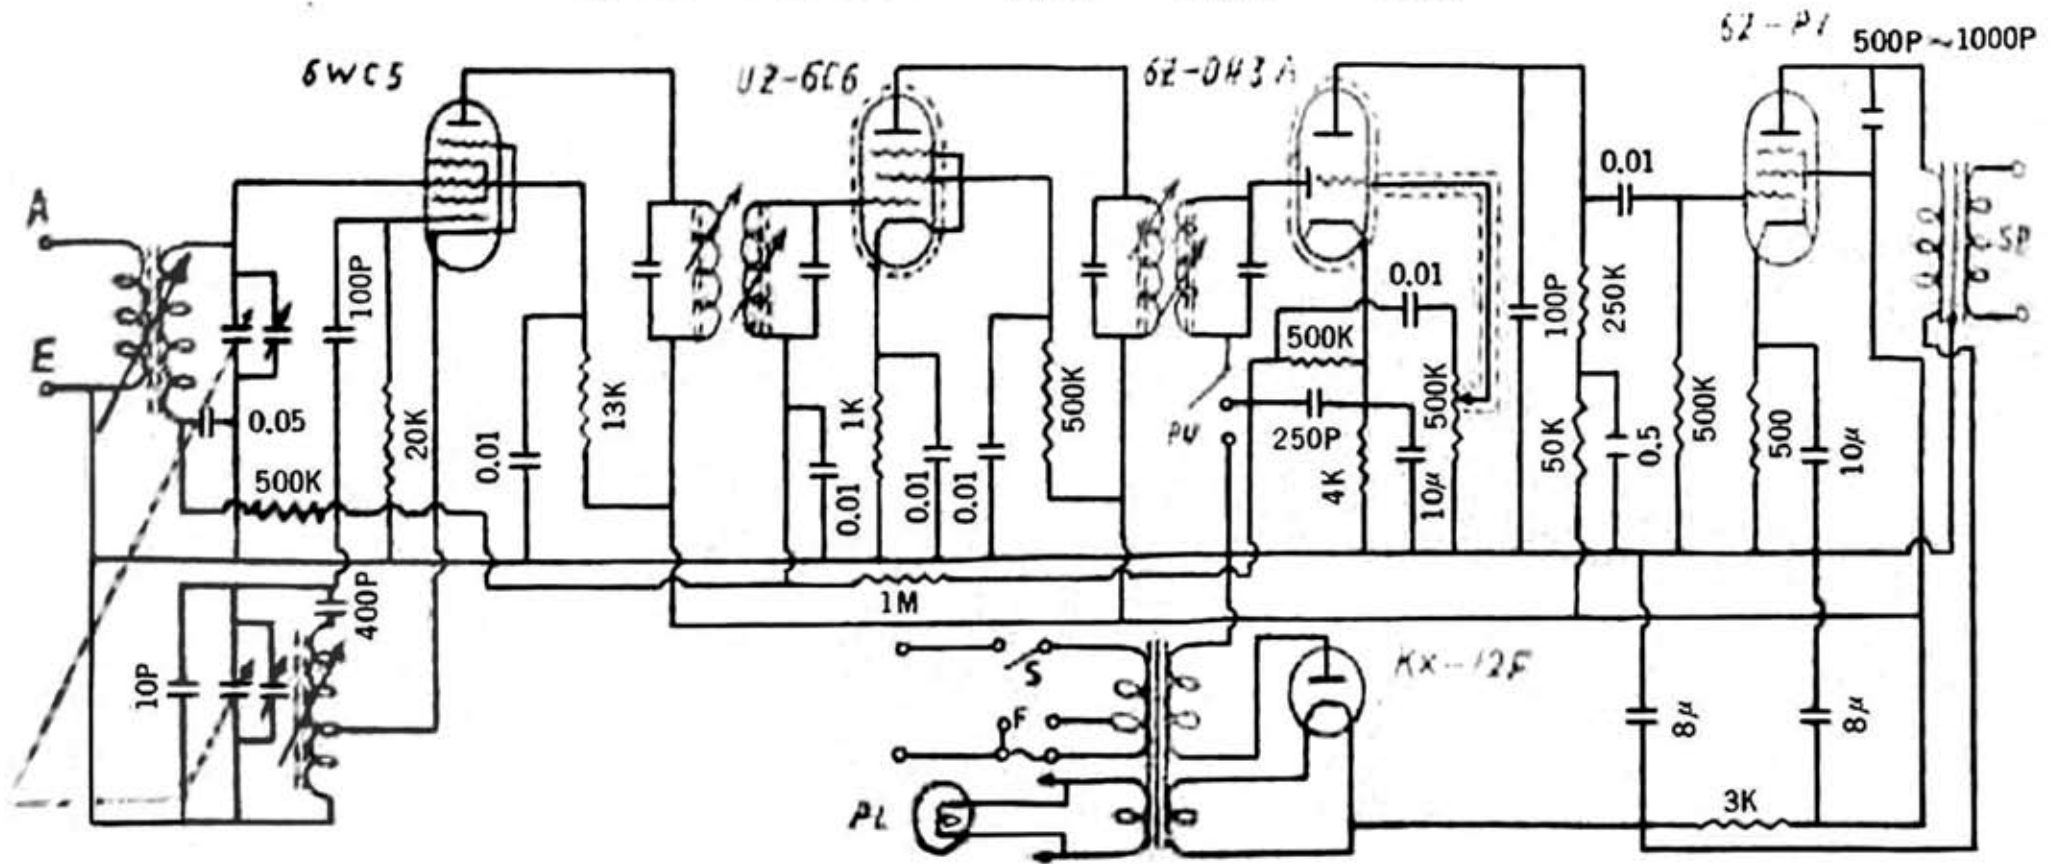 6WC5
UZ-6C6
6Z-DH3A
6Z-P1
500P~1000P
A
E
100P
0.05
20K
500K
0.01
13K
0.01
1K
0.01
0.01
500K
0.01
500K
500K
PU
250P
4K
10μ
100P
0.01
250K
50K
0.5
500K
500
10μ
SP
1M
10P
400P
S
F
PL
KX-12F
8μ
8μ
3K